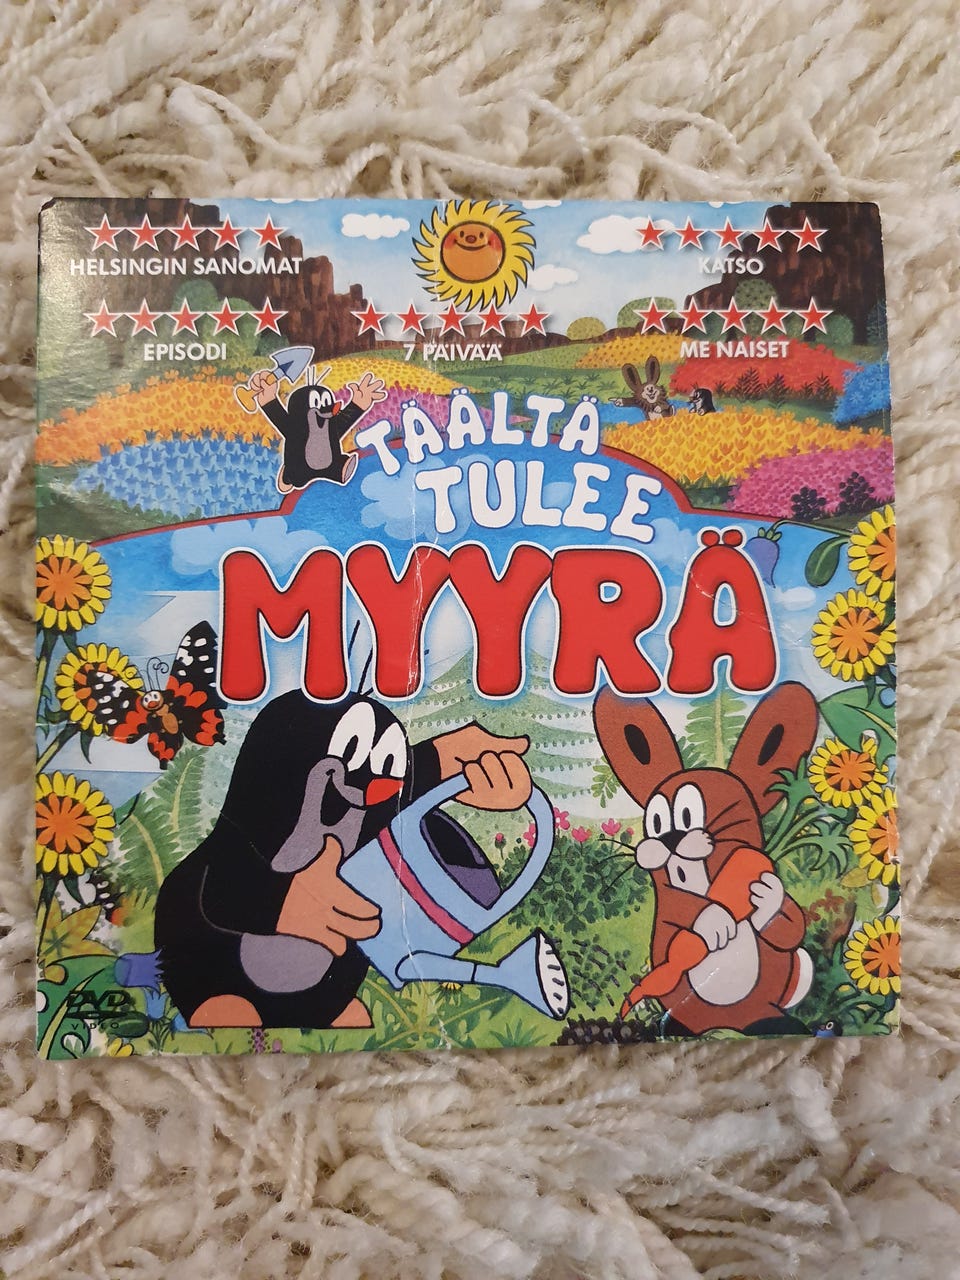 HELSINGIN SANOMAT
KATSO
EPISODI
7 PÄIVÄÄ
ME NAISET
TÄÄLTÄ
TULEE
MYYRÄ
DVD
VIDEO